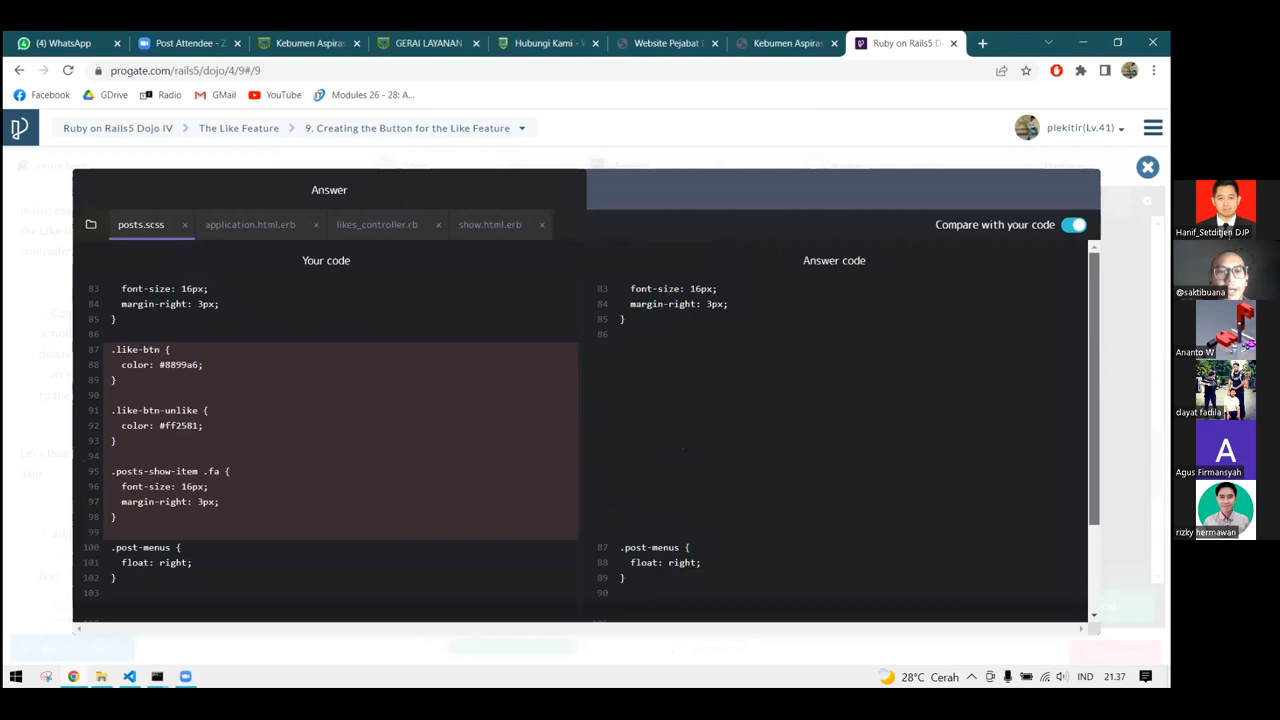 (4) WhatsApp
Post Attendee - Z
Kebumen Aspiras
GERAI LAYANAN
Hubungi Kami - W
Website Pejabat P
Kebumen Aspiras
Ruby on Rails5 D
progate.com/rails5/dojo/4/9#/9
Facebook
GDrive
Radio
GMail
YouTube
Modules 26 - 28: A...
Ruby on Rails5 Dojo IV
The Like Feature
9. Creating the Button for the Like Feature
plekitir(Lv.41)
Answer
posts.scss
application.html.erb
likes_controller.rb
show.html.erb
Compare with your code
Your code
83 font-size: 16px;
84 margin-right: 3px;
85 }
86
87 .like-btn {
88 color: #8899a6;
89 }
90
91 .like-btn-unlike {
92 color: #ff2581;
93 }
94
95 .posts-show-item .fa {
96 font-size: 16px;
97 margin-right: 3px;
98 }
99
100 .post-menus {
101 float: right;
102 }
103
Answer code
83 font-size: 16px;
84 margin-right: 3px;
85 }
86
87 .post-menus {
88 float: right;
89 }
90
Hanif_Setditjen DJP
@saktibuana
Ananto W
dayat fadila
A
Agus Firmansyah
rizky hermawan
28°C Cerah
IND
21.37